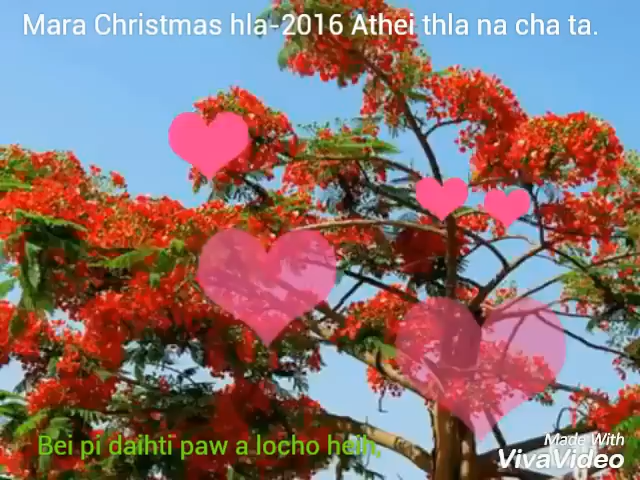 Mara Christmas hla-2016 Athei thla na cha ta.
Bei pi daihti paw a locho heih,
Made With
VivaVideo